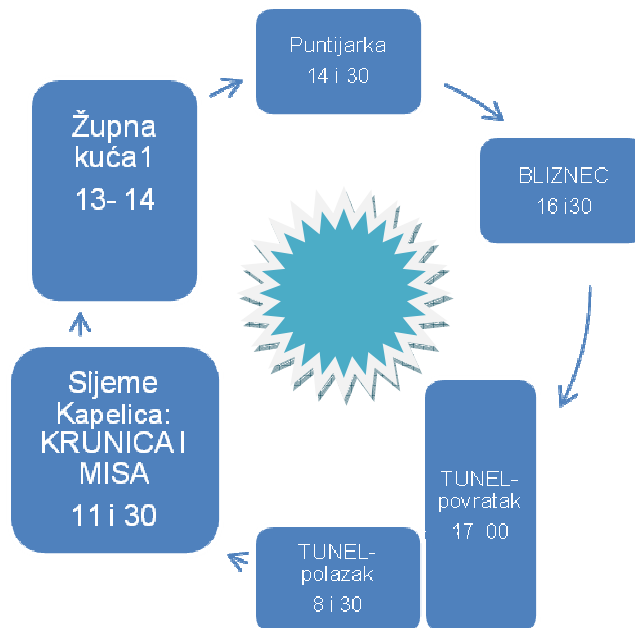 Puntijarka
14 i 30
Župna
kuća1
13- 14
BLIZNEC
16 i30
Sljeme
Kapelica:
KRUNICA I
MISA
11 i 30
TUNEL-
povratak
17 00
TUNEL-
polazak
8 i 30